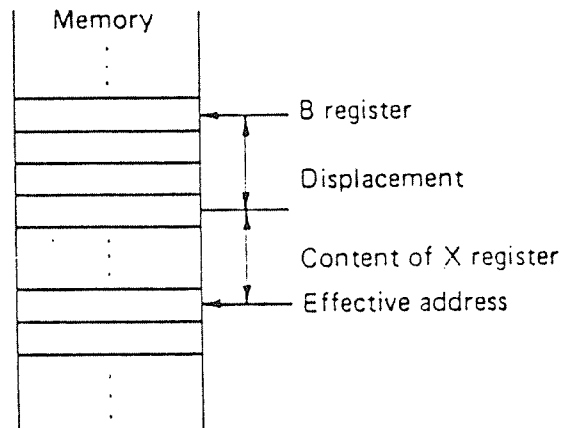 Memory
B register
Displacement
Content of X register
Effective address